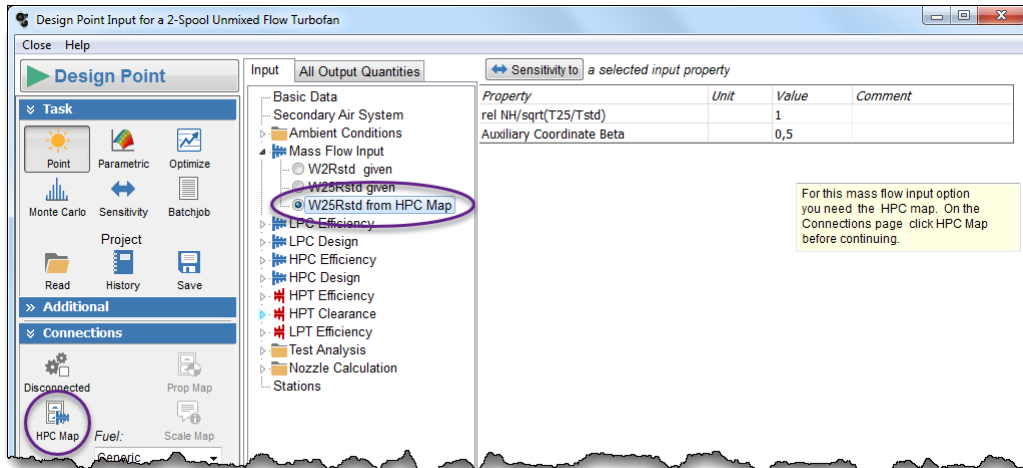 Design Point Input for a 2-Spool Unmixed Flow Turbofan
Close Help
Design Point
Task
Point Parametric Optimize
Monte Carlo Sensitivity Batchjob
Project
Read History Save
Additional
Connections
Disconnected Prop Map
HPC Map Fuel: Scale Map
Generic
Input All Output Quantities
Basic Data
Secondary Air System
Ambient Conditions
Mass Flow Input
W2Rstd given
W25Rstd given
W25Rstd from HPC Map
LPC Efficiency
LPC Design
HPC Efficiency
HPC Design
HPT Efficiency
HPT Clearance
LPT Efficiency
Test Analysis
Nozzle Calculation
Stations
Sensitivity to a selected input property
Property Unit Value Comment
rel NH/sqrt(T25/Tstd) 1
Auxiliary Coordinate Beta 0,5
For this mass flow input option
you need the HPC map. On the
Connections page click HPC Map
before continuing.